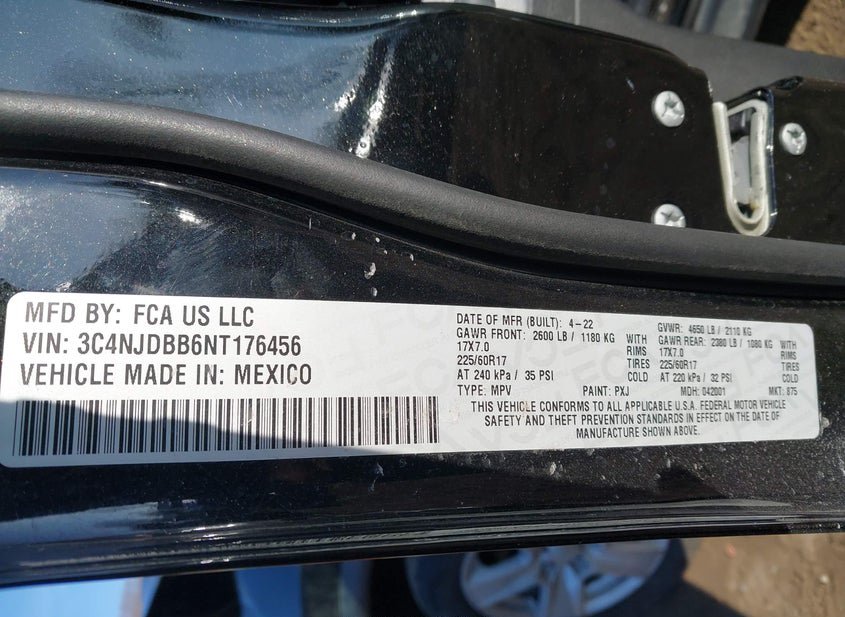 MFD BY: FCA US LLC
VIN: 3C4NJDBB6NT176456
VEHICLE MADE IN: MEXICO
DATE OF MFR (BUILT): 4-22 GVWR: 4650 LB / 2110 KG
GAWR FRONT: 2600 LB / 1180 KG WITH GAWR REAR: 2380 LB / 1080 KG WITH
17X7.0 RIMS 17X7.0 RIMS
225/60R17 TIRES 225/60R17 TIRES
AT 240 kPa / 35 PSI COLD AT 220 kPa / 32 PSI COLD
TYPE: MPV PAINT: PXJ MDH: 042001 MKT: 875
THIS VEHICLE CONFORMS TO ALL APPLICABLE U.S.A. FEDERAL MOTOR VEHICLE
SAFETY AND THEFT PREVENTION STANDARDS IN EFFECT ON THE DATE OF
MANUFACTURE SHOWN ABOVE.